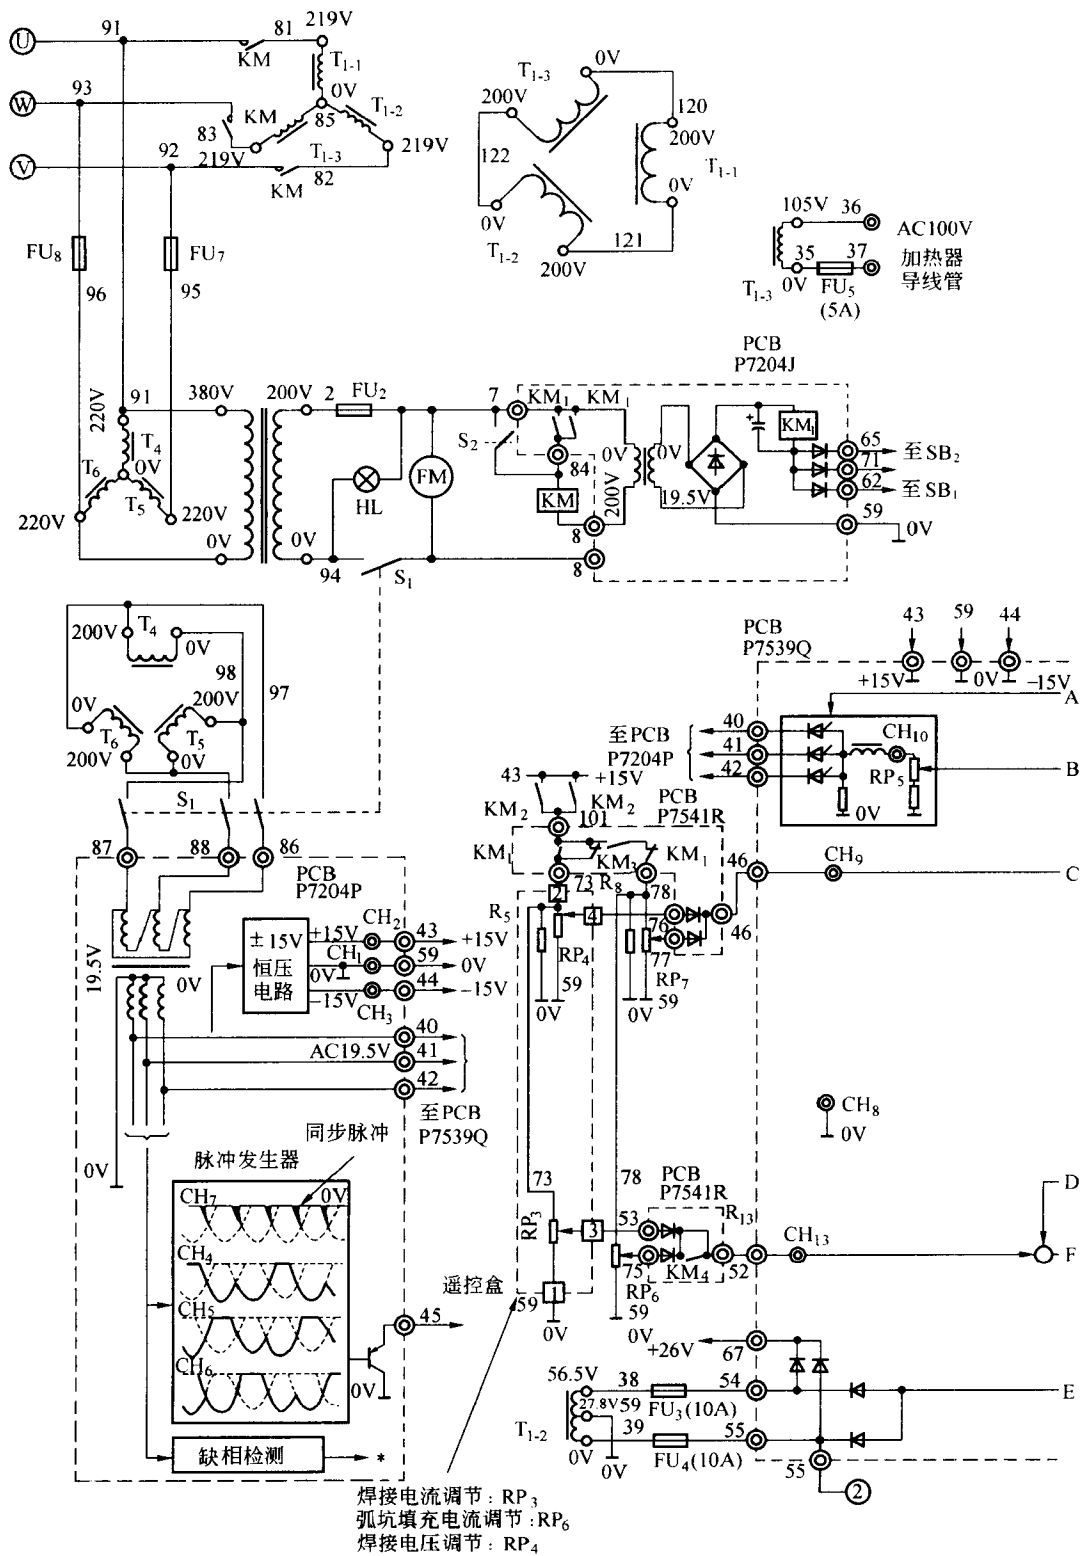 91
81
219V
U
KM
T1-1
0V
T1-2
93
W
KM
83
85
219V
T1-3
219V
92
V
KM
82
FU8
FU7
96
95
T1-3
0V
200V
120
200V
122
T1-1
0V
0V
T1-2
121
200V
105V
36
AC100V
35
37
加热器
导线管
T1-3
0V
FU5
(5A)
PCB
P7204J
220V
91
380V
200V
2
FU2
7
KM1
KM
S2
T4
0V
T6
T5
220V
220V
HL
FM
84
KM
0V
0V
200V
19.5V
KM1
65
至SB2
71
62
至SB1
59
0V
8
8
0V
0V
94
S1
T4
200V
0V
98
97
0V
200V
T6
T5
200V
0V
S1
87
88
86
PCB
P7204P
19.5V
0V
±15V
恒压
电路
+15V
CH2
43
+15V
CH1
0V
59
0V
−15V
CH3
44
−15V
40
AC19.5V
41
42
至PCB
P7539Q
0V
同步脉冲
脉冲发生器
CH7
0V
CH4
CH5
CH6
45
0V
缺相检测
*
43
59
44
PCB
P7539Q
+15V
0V
−15V
A
至PCB
P7204P
40
41
42
CH10
RP5
0V
B
43
+15V
KM2
KM2
101
PCB
P7541R
KM1
KM3
KM1
46
CH9
C
73
R8
78
2
R5
4
76
46
77
RP4
RP7
59
59
0V
0V
CH8
0V
73
78
PCB
P7541R
R13
D
RP3
3
53
CH13
F
75
KM4
52
RP6
遥控盒
59
1
0V
59
0V
+26V
67
56.5V
38
54
E
27.8V
59
FU3(10A)
T1-2
39
55
0V
0V
FU4(10A)
55
2
焊接电流调节:RP3
弧坑填充电流调节:RP6
焊接电压调节:RP4